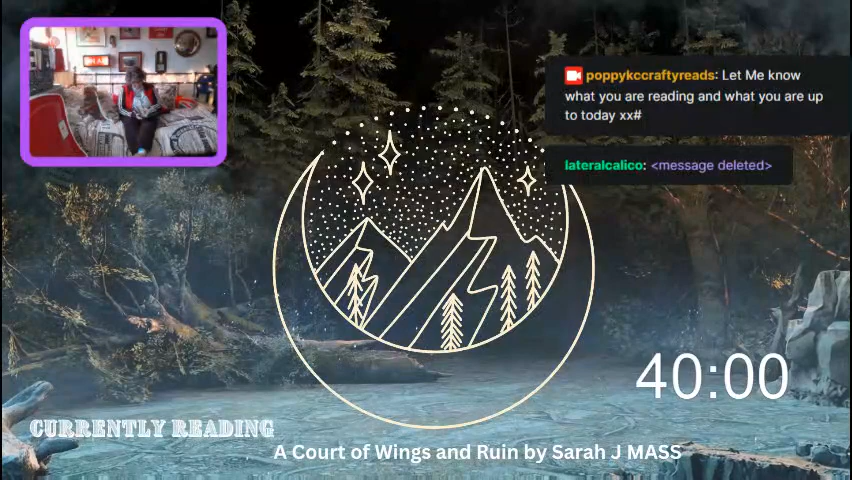 poppykccraftyreads: Let Me know
what you are reading and what you are up
to today xx#
lateralcalico: <message deleted>
40:00
CURRENTLY READING
A Court of Wings and Ruin by Sarah J MASS